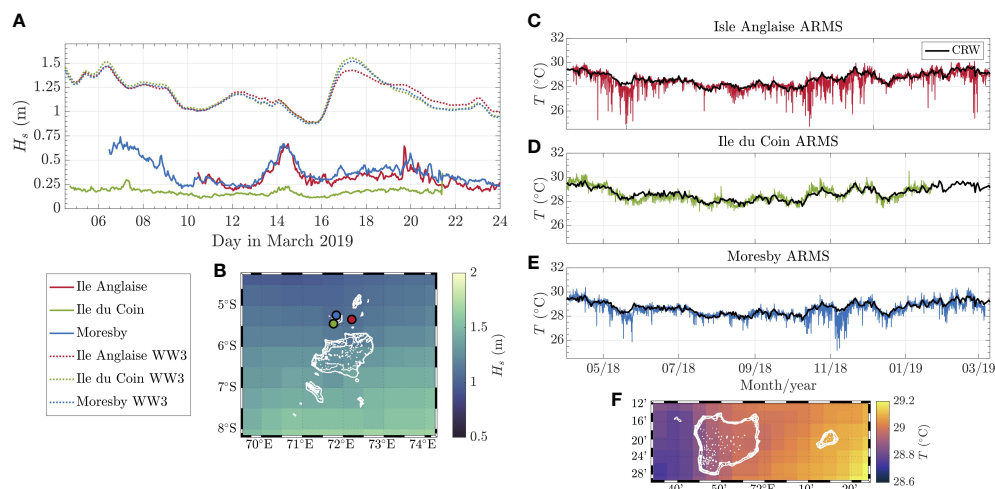 A
1.5
1.25
1
0.75
0.5
0.25
0
H_s (m)
06
08
10
12
14
16
18
20
22
24
Day in March 2019
Ile Anglaise
Ile du Coin
Moresby
Ile Anglaise WW3
Ile du Coin WW3
Moresby WW3
B
5°S
6°S
7°S
8°S
70°E
71°E
72°E
73°E
74°E
2
1.5
1
0.5
H_s (m)
C
Isle Anglaise ARMS
CRW
32
30
28
26
T (°C)
D
Ile du Coin ARMS
32
30
28
26
T (°C)
E
Moresby ARMS
32
30
28
26
T (°C)
05/18
07/18
09/18
11/18
01/19
03/19
Month/year
F
12'
16'
20'
24'
28'
40'
50'
72°E
10'
20'
29.2
29
28.8
28.6
T (°C)